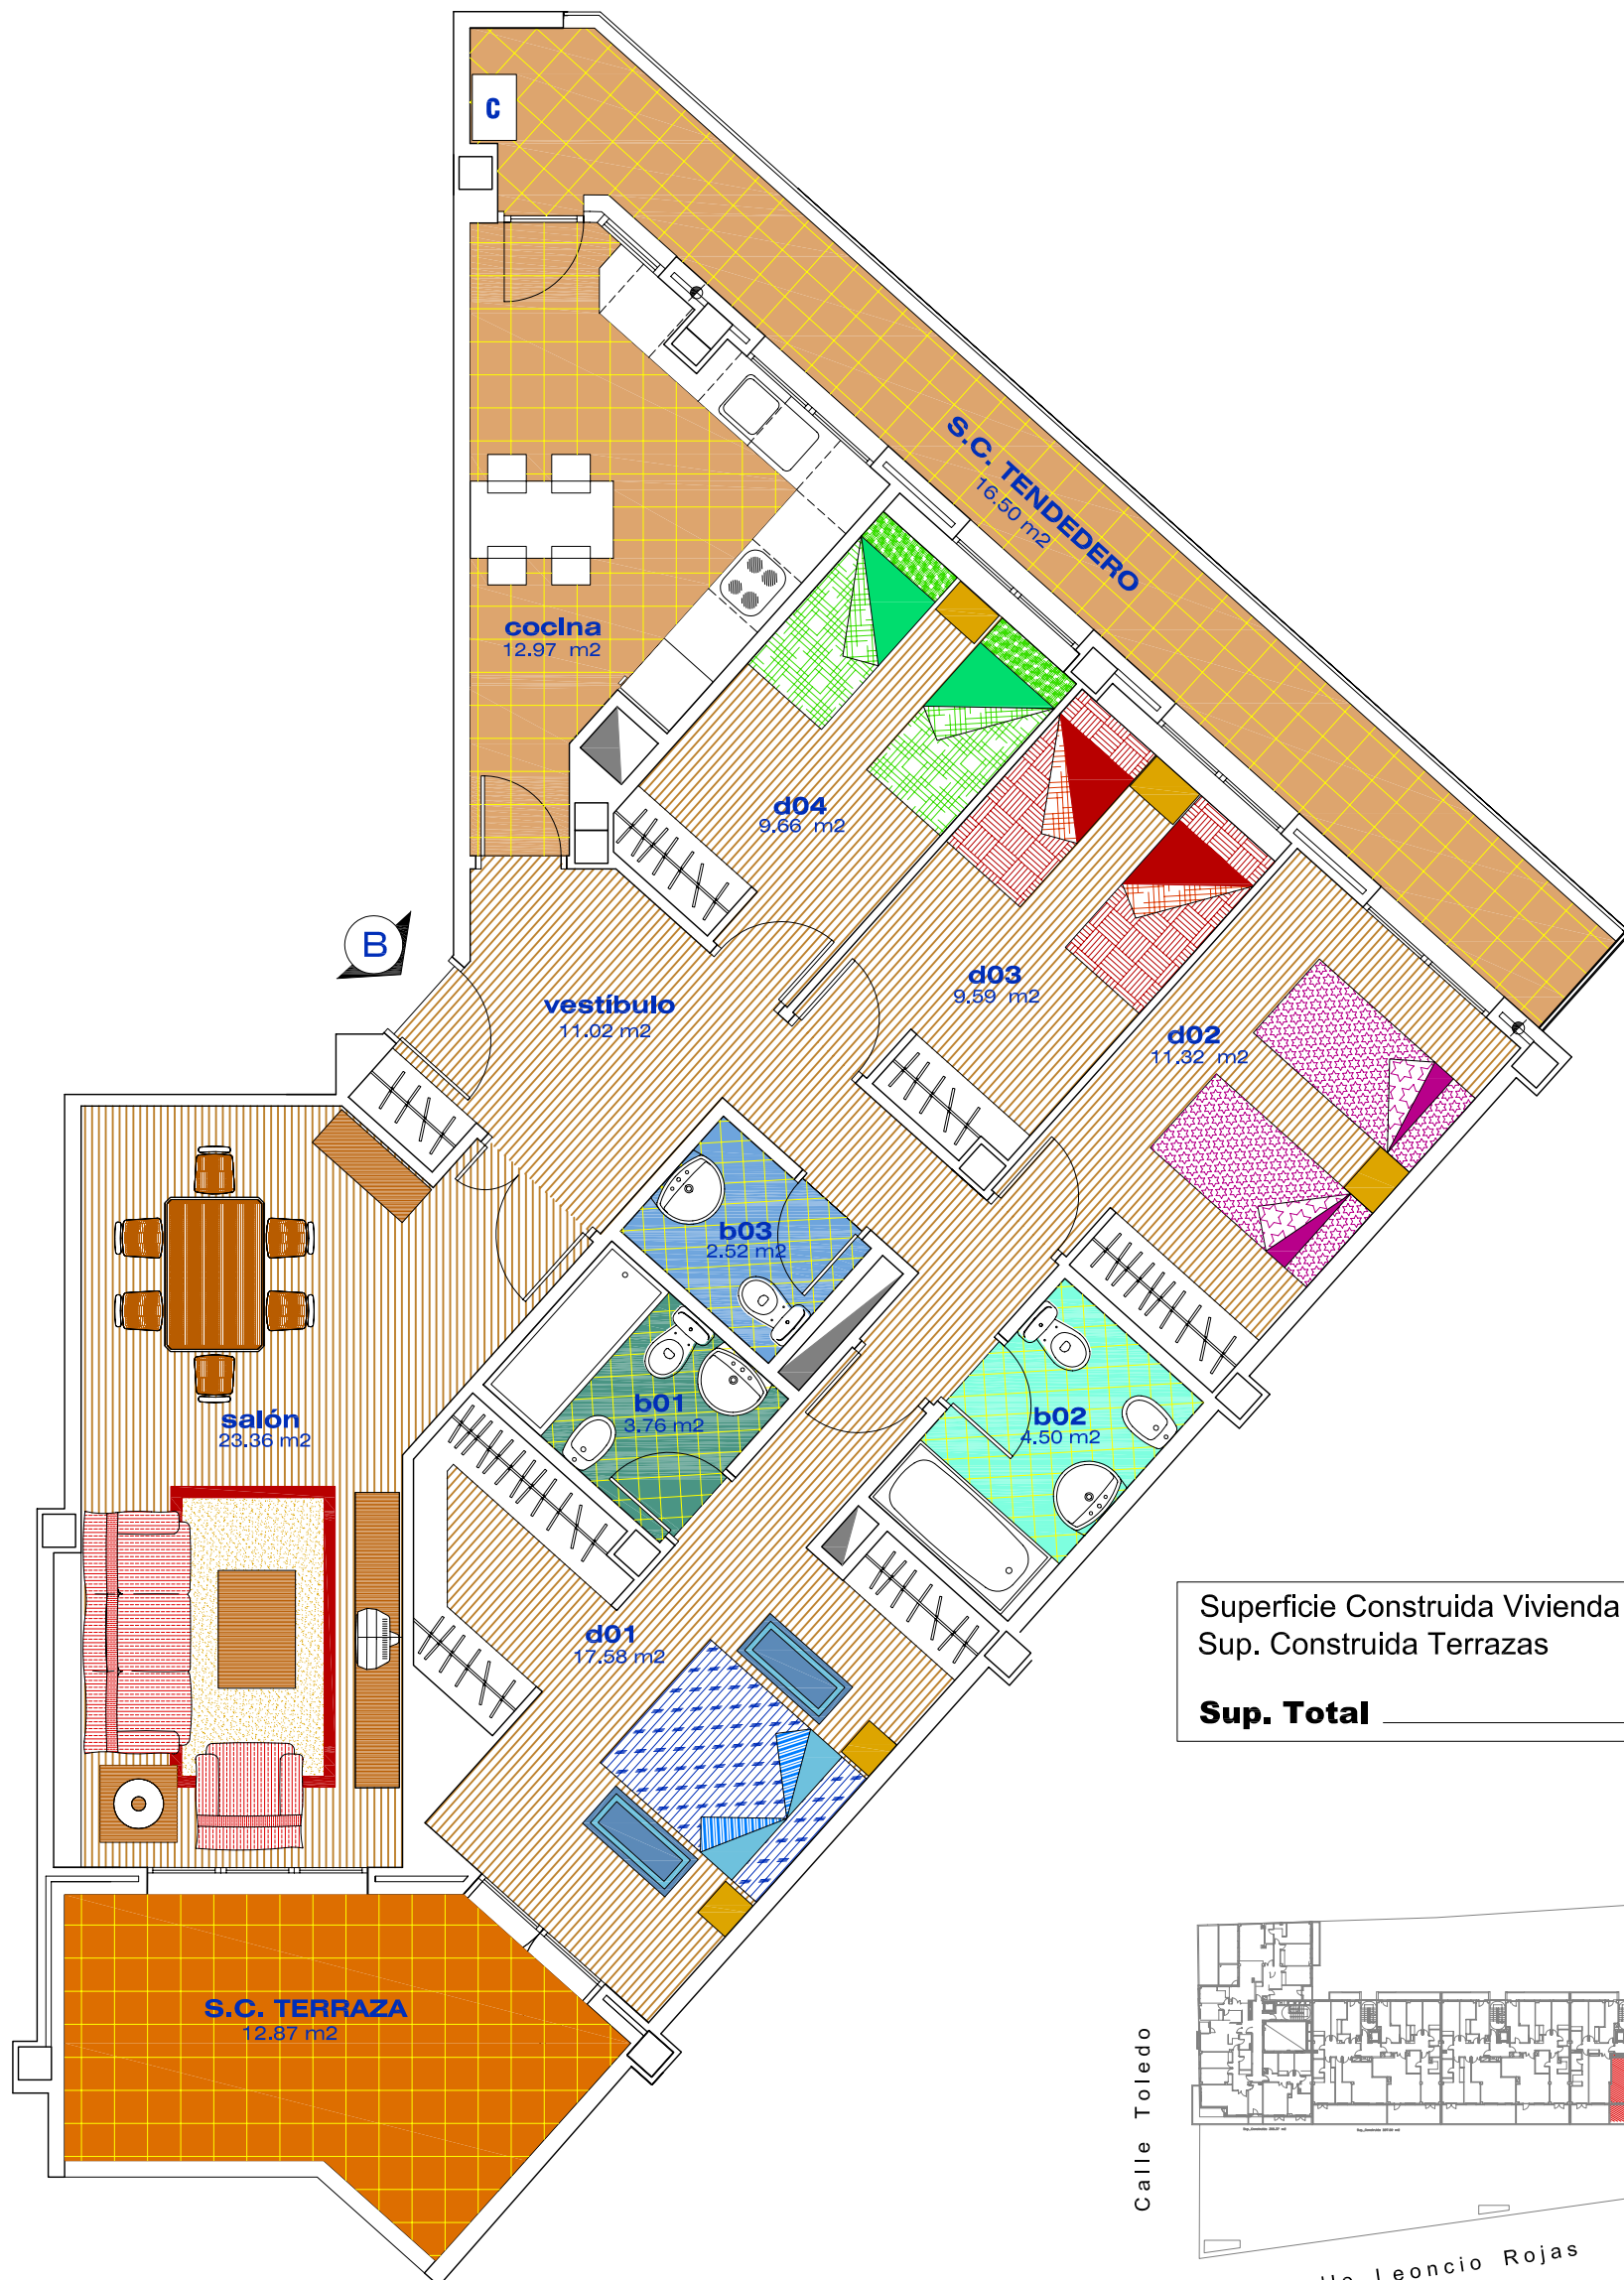 C
S.C. TENDEDERO
16.50 m2
cocina
12.97 m2
d04
9.66 m2
B
vestíbulo
11.02 m2
d03
9.59 m2
d02
11.32 m2
b03
2.52 m2
b01
3.76 m2
b02
4.50 m2
salón
23.36 m2
d01
17.58 m2
S.C. TERRAZA
12.87 m2
Superficie Construida Vivienda
Sup. Construida Terrazas
Sup. Total
Calle Toledo
Leoncio Rojas